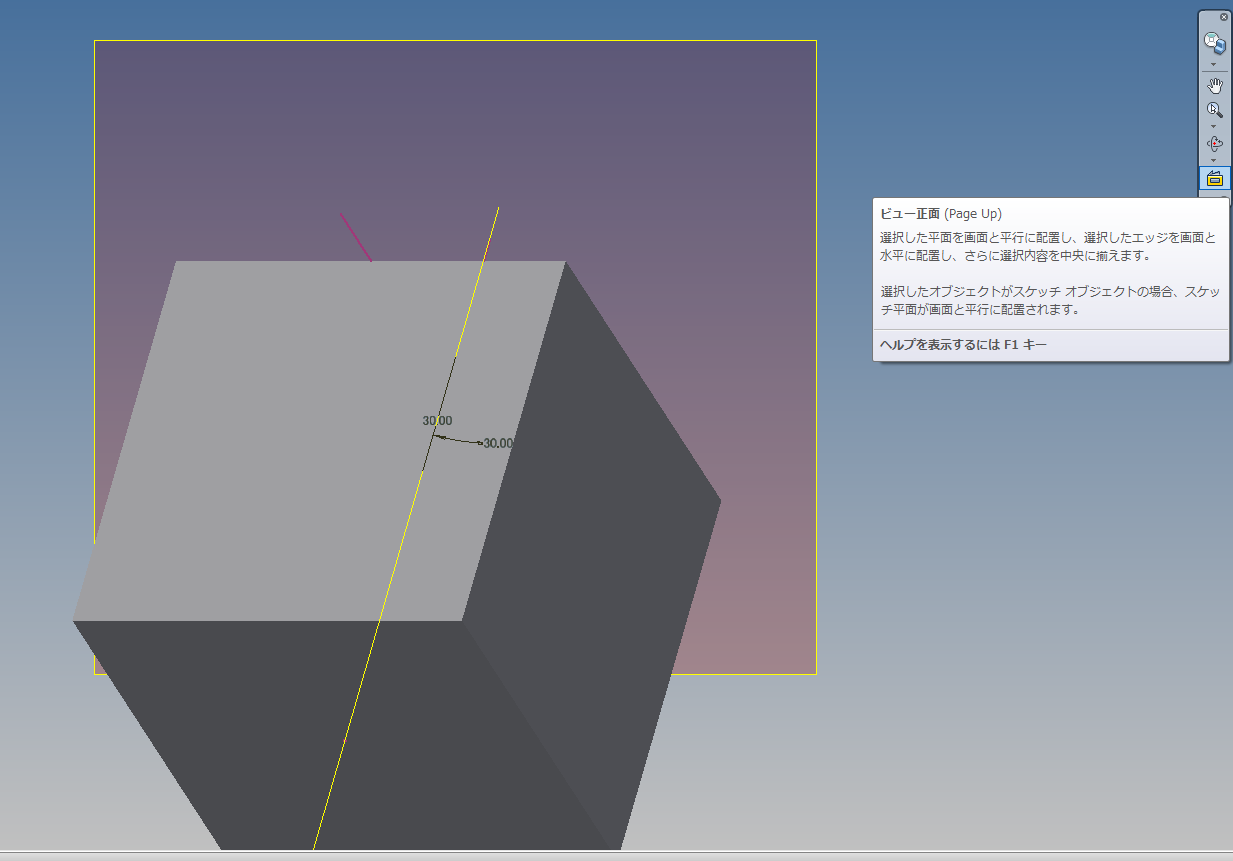 ビュー正面 (Page Up)
選択した平面を画面と平行に配置し、選択したエッジを画面と
水平に配置し、さらに選択内容を中央に揃えます。
選択したオブジェクトがスケッチ オブジェクトの場合、スケッ
チ平面が画面と平行に配置されます。
ヘルプを表示するには F1 キー
30.00
30.00